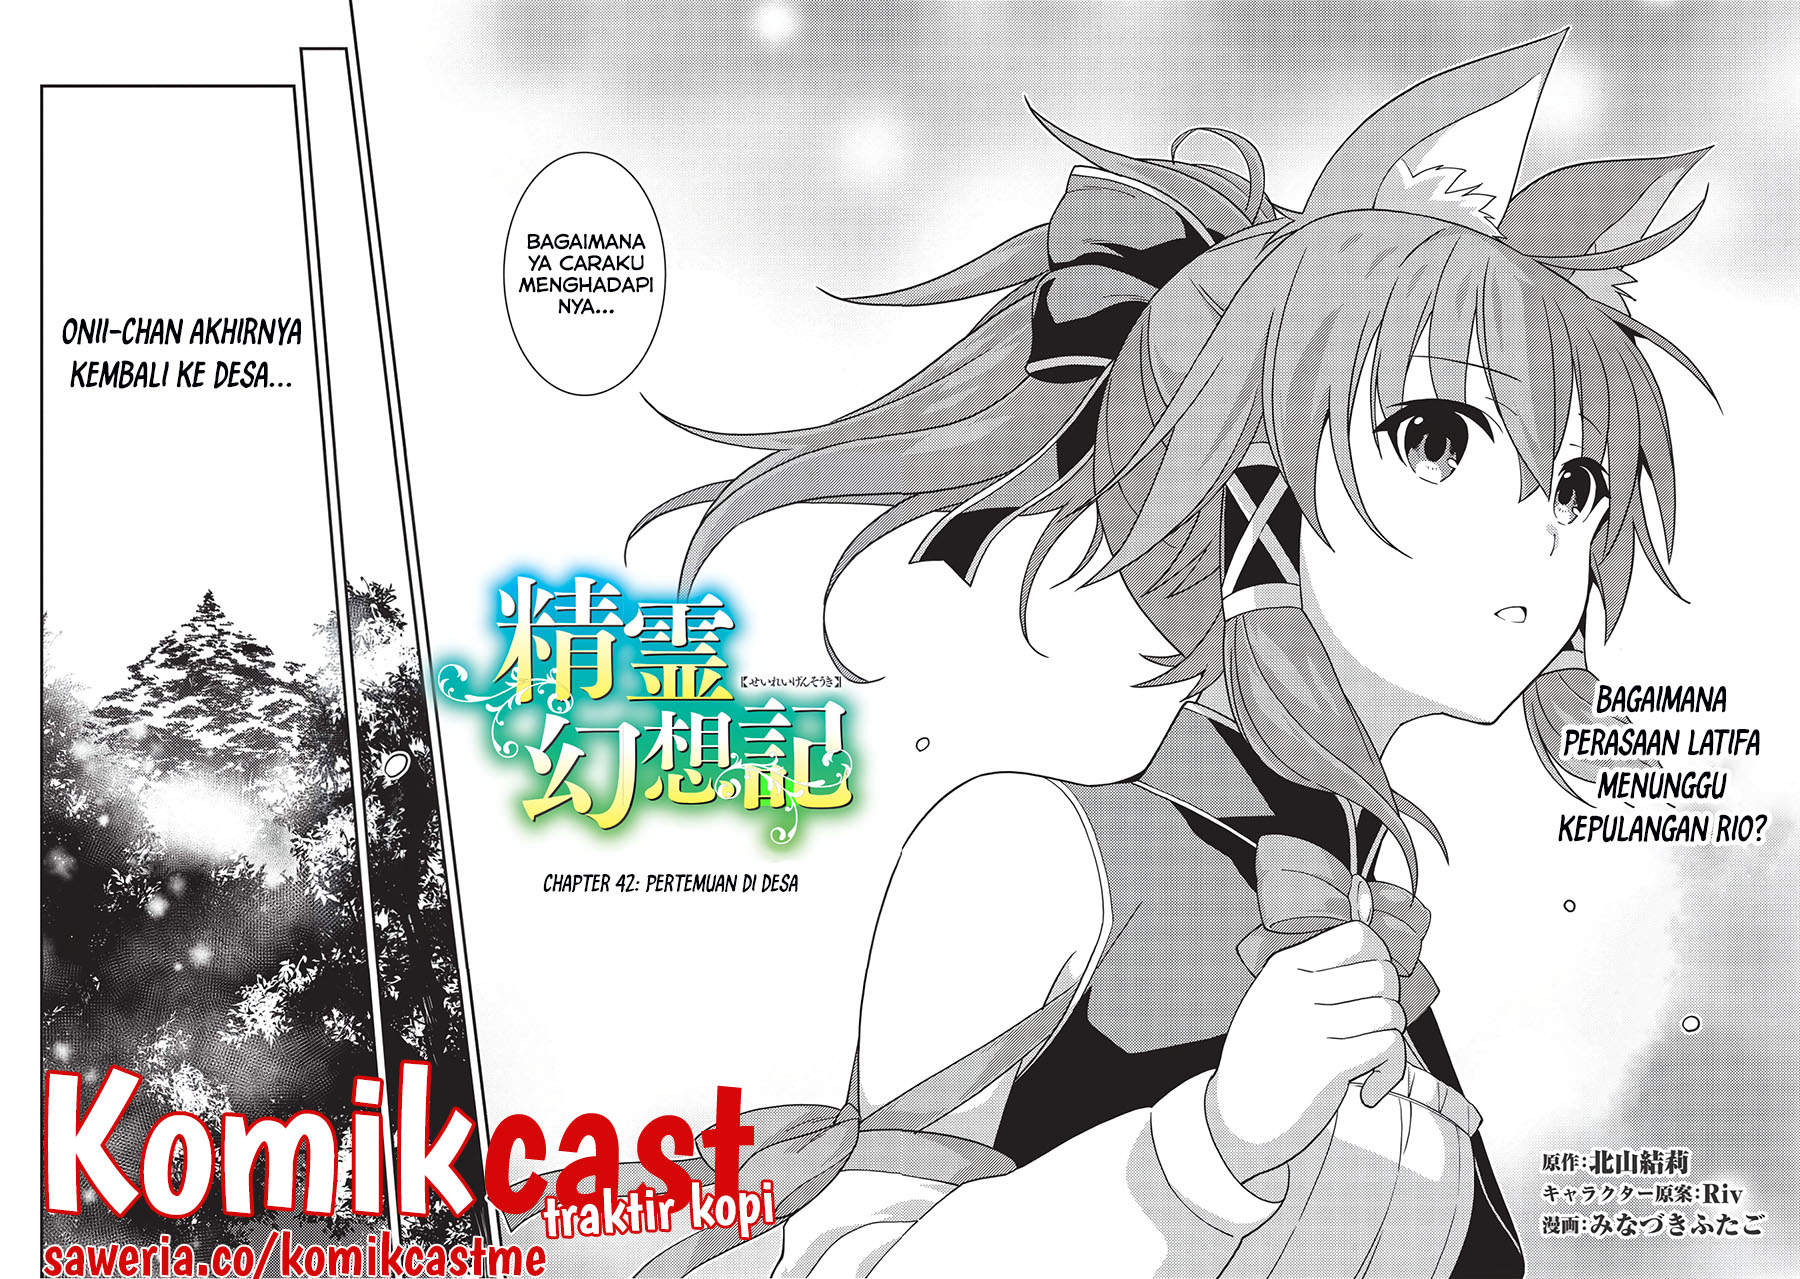 BAGAIMANA
PERASAAN LATIFA
MENUNGGU
KEPULANGAN RIO?
BAGAIMANA
YA CARAKU
MENGHADAPI
NYA...
精霊
【せいれいげんそうき】
幻想記
CHAPTER 42: PERTEMUAN DI DESA
原作:北山結莉
キャラクター原案:Riv
漫画:みなづきふたご
ONII-CHAN AKHIRNYA
KEMBALI KE DESA...
Komikcast
traktir kopi
saweria.co/komikcastme